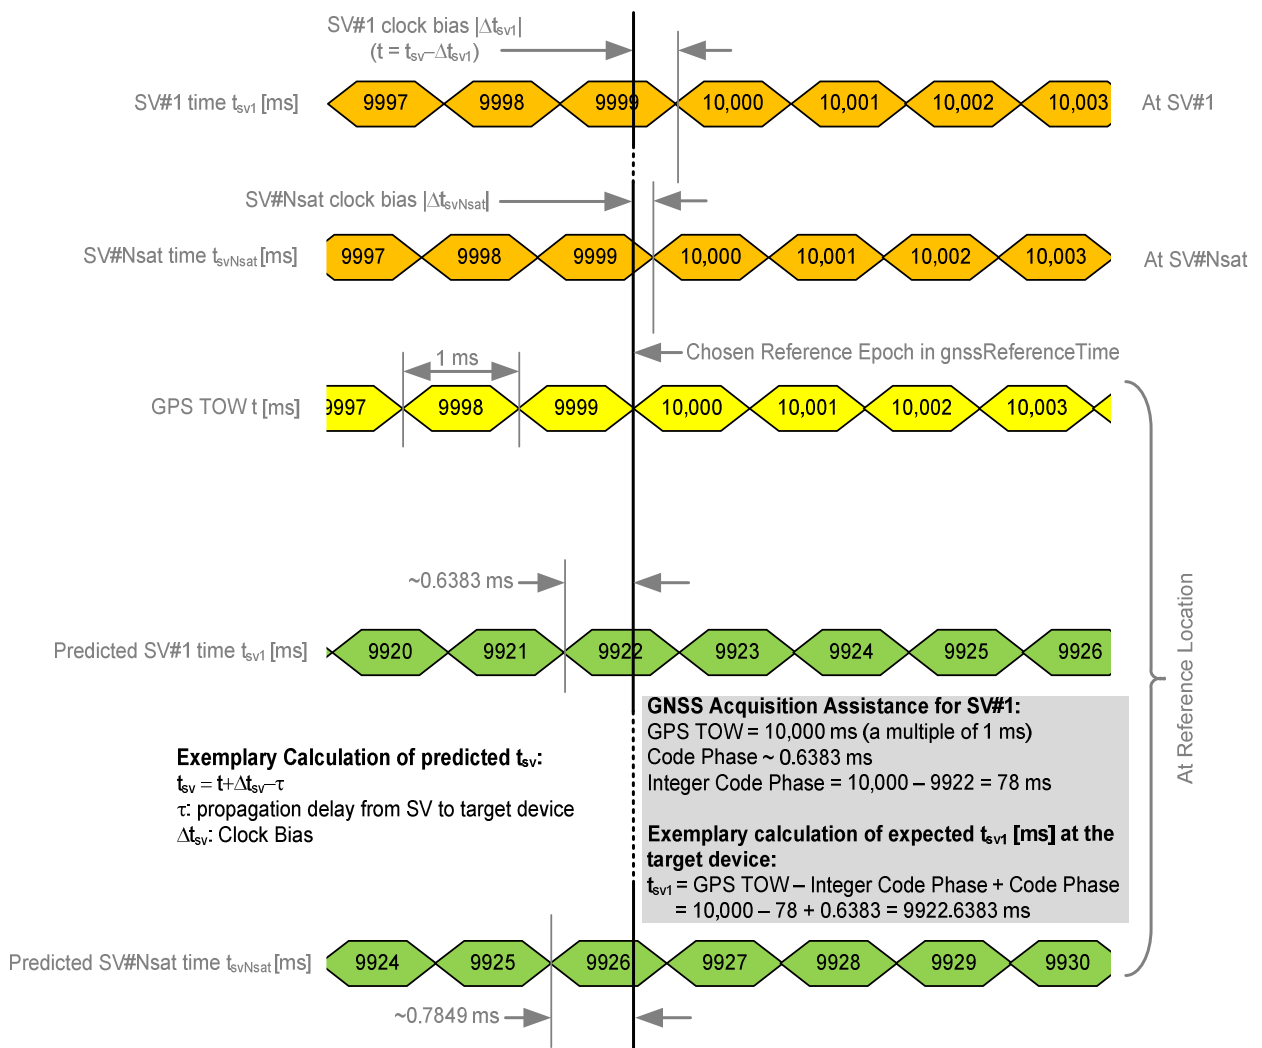 SV#1 clock bias |Δtsv1|
(t = tsv–Δtsv1)
SV#1 time tsv1 [ms]
9997 9998 9999 10,000 10,001 10,002 10,003
At SV#1
SV#Nsat clock bias |ΔtsvNsat|
SV#Nsat time tsvNsat [ms]
9997 9998 9999 10,000 10,001 10,002 10,003
At SV#Nsat
Chosen Reference Epoch in gnssReferenceTime
1 ms
GPS TOW t [ms]
9997 9998 9999 10,000 10,001 10,002 10,003
~0.6383 ms
Predicted SV#1 time tsv1 [ms]
9920 9921 9922 9923 9924 9925 9926
At Reference Location
GNSS Acquisition Assistance for SV#1:
GPS TOW = 10,000 ms (a multiple of 1 ms)
Code Phase ~ 0.6383 ms
Integer Code Phase = 10,000 – 9922 = 78 ms
Exemplary calculation of expected tsv1 [ms] at the
target device:
tsv1 = GPS TOW – Integer Code Phase + Code Phase
= 10,000 – 78 + 0.6383 = 9922.6383 ms
Exemplary Calculation of predicted tsv:
tsv = t+Δtsv–τ
τ: propagation delay from SV to target device
Δtsv: Clock Bias
Predicted SV#Nsat time tsvNsat [ms]
9924 9925 9926 9927 9928 9929 9930
~0.7849 ms